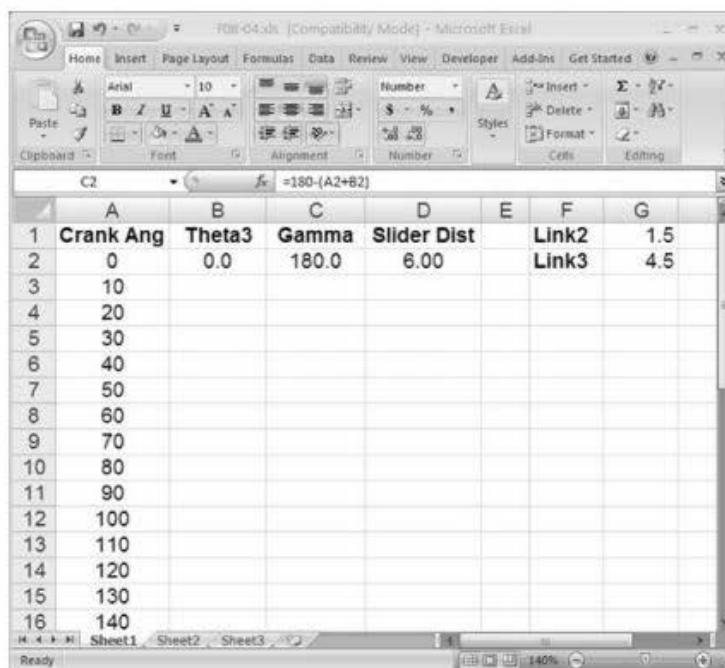 F08-04.xls [Compatibility Mode] - Microsoft Excel
Home Insert Page Layout Formulas Data Review View Developer Add-Ins Get Started
Paste
Arial 10
B I U A A
Number
$ % ,
Styles
Insert
Delete
Format
Σ
Clipboard Font Alignment Number Cells Editing
C2 fx =180-(A2+B2)
A B C D E F G
1 Crank Ang Theta3 Gamma Slider Dist Link2 1.5
2 0 0.0 180.0 6.00 Link3 4.5
3 10
4 20
5 30
6 40
7 50
8 60
9 70
10 80
11 90
12 100
13 110
14 120
15 130
16 140
Sheet1 Sheet2 Sheet3
Ready 140%